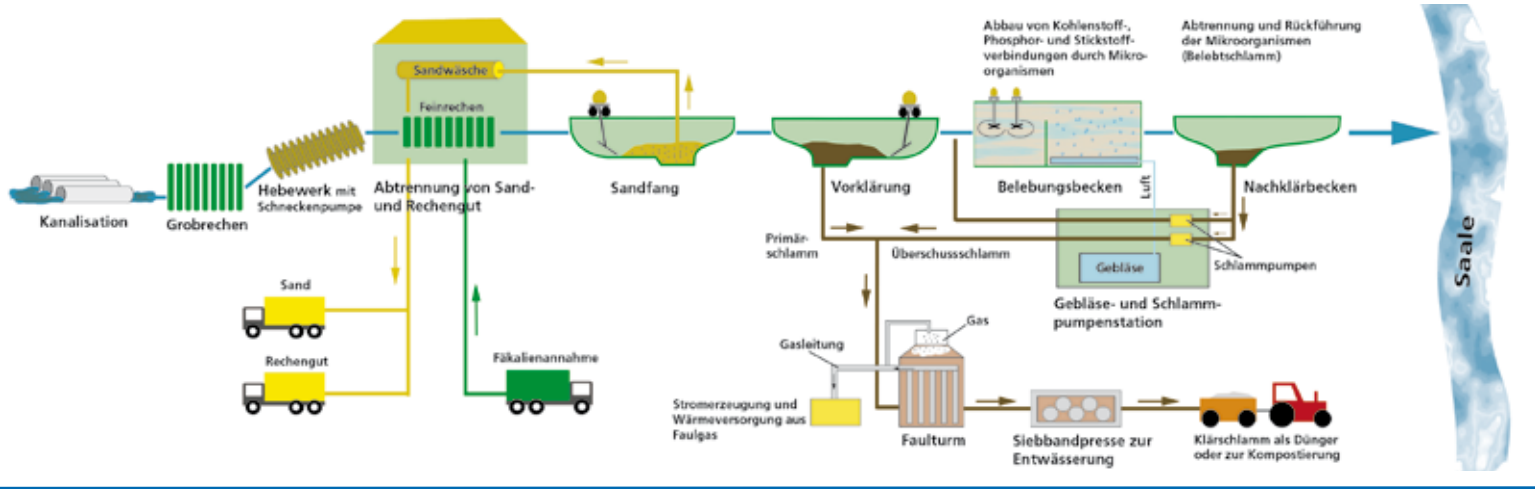 Kanalisation
Grobrechen
Hebewerk mit
Schneckenpumpe
Sandwäsche
Feinrechen
Abtrennung von Sand-
und Rechengut
Sand
Rechengut
Fäkalienannahme
Sandfang
Vorklärung
Abbau von Kohlenstoff-,
Phosphor- und Stickstoff-
verbindungen durch Mikro-
organismen
Belebungsbecken
Abtrennung und Rückführung
der Mikroorganismen
(Belebtschlamm)
Nachklärbecken
Luft
Primär-
schlamm
Überschussschlamm
Schlammpumpen
Gebläse
Gebläse- und Schlamm-
pumpenstation
Gas
Gasleitung
Stromerzeugung und
Wärmeversorgung aus
Faulgas
Faulturm
Siebbandpresse zur
Entwässerung
Klärschlamm als Dünger
oder zur Kompostierung
Saale